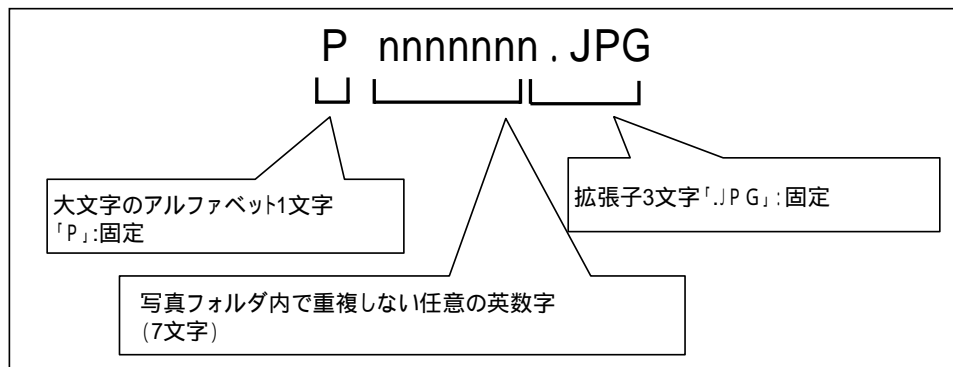 P nnnnnnn.JPG
大文字のアルファベット1文字
「P」:固定
拡張子3文字「.JPG」:固定
写真フォルダ内で重複しない任意の英数字
(7文字)